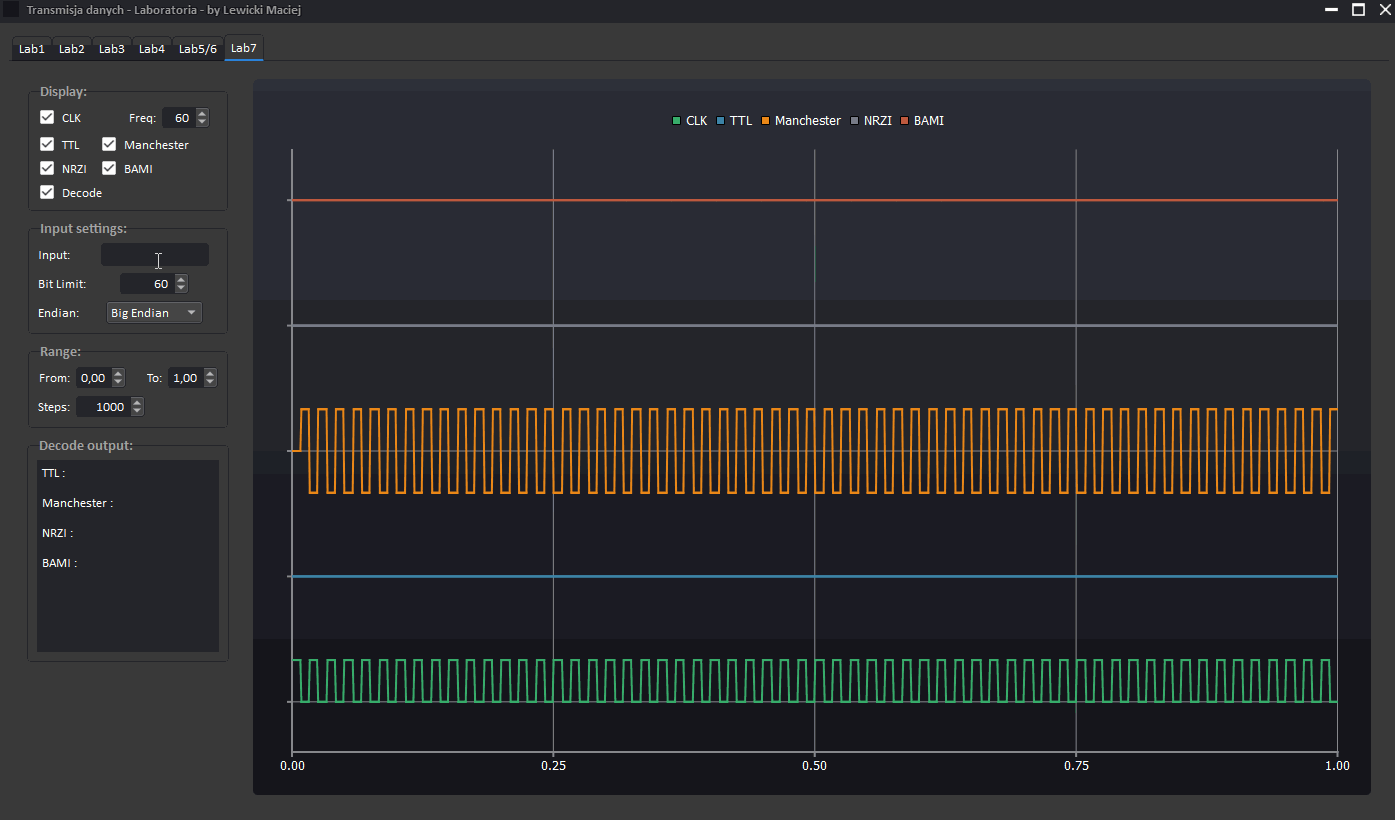 Transmisja danych - Laboratoria - by Lewicki Maciej
Lab1 Lab2 Lab3 Lab4 Lab5/6 Lab7
Display:
CLK Freq: 60
TTL Manchester
NRZI BAMI
Decode
Input settings:
Input:
Bit Limit: 60
Endian: Big Endian
Range:
From: 0,00 To: 1,00
Steps: 1000
Decode output:
TTL :
Manchester :
NRZI :
BAMI :
CLK TTL Manchester NRZI BAMI
0.00 0.25 0.50 0.75 1.00